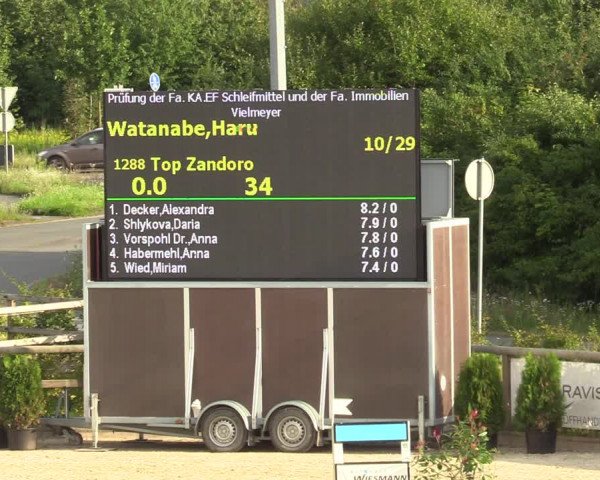 Prüfung der Fa. KA.EF Schleifmittel und der Fa. Immobilien
Vielmeyer
Watanabe,Haru
10/29
1288 Top Zandoro
0.0 34
1. Decker,Alexandra 8.2 / 0
2. Shlykova,Daria 7.9 / 0
3. Vorspohl Dr.,Anna 7.8 / 0
4. Habermehl,Anna 7.6 / 0
5. Wied,Miriam 7.4 / 0
RAVIS
WIESMANN